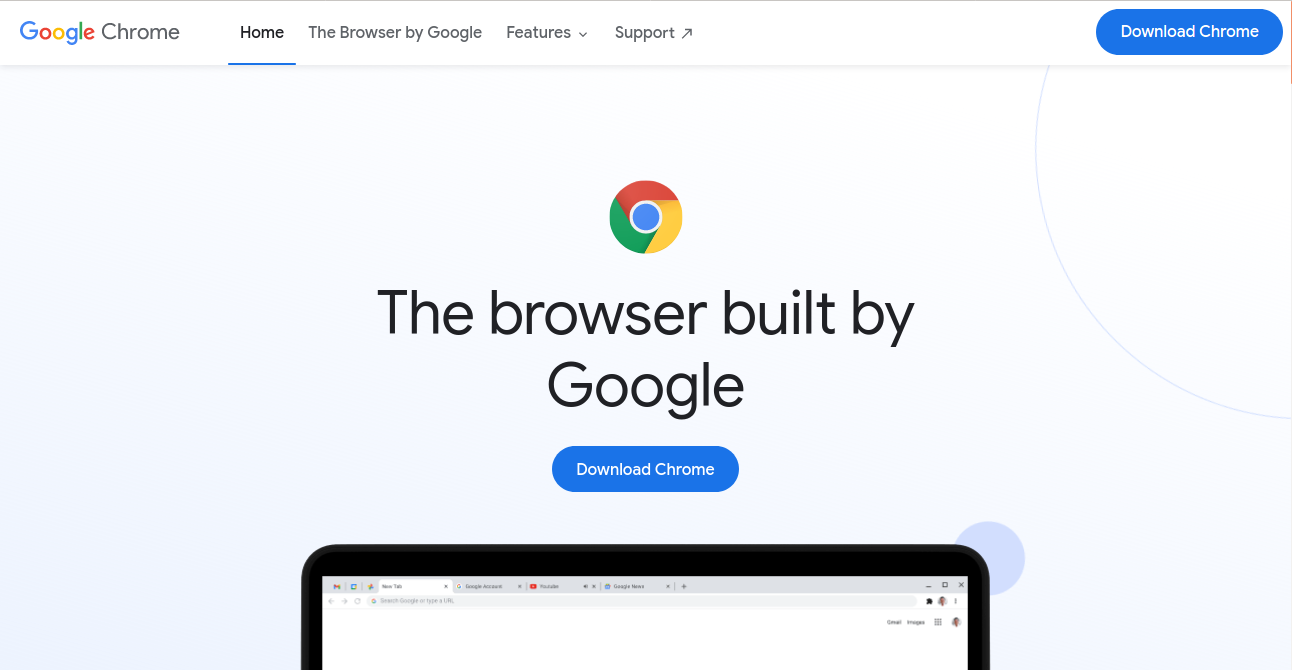 Google Chrome
Home
The Browser by Google
Features
Support
Download Chrome
The browser built by
Google
Download Chrome
New Tab
Google Account
Youtube
Google News
Search Google or type a URL
Gmail
Images